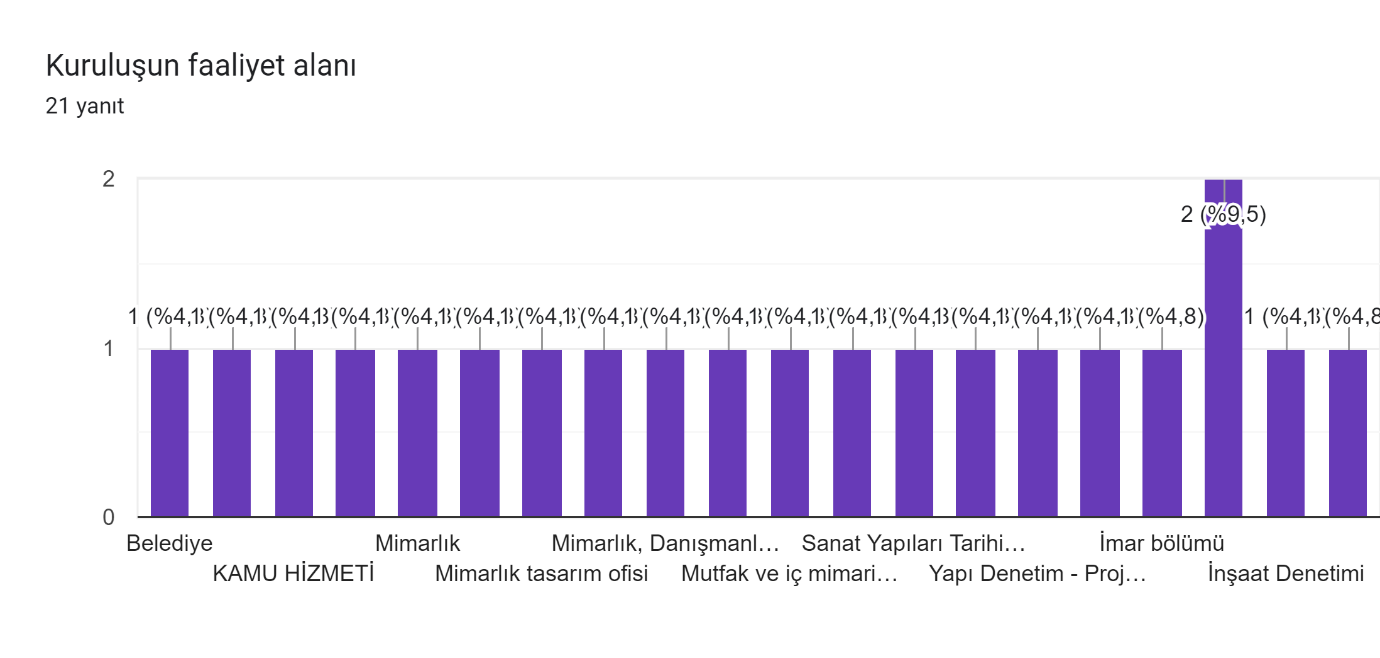 Kuruluşun faaliyet alanı
21 yanıt
2
2 (%9,5)
1 (%4,8)
1 (%4,8
1
0
Belediye
Mimarlık
Mimarlık, Danışmanl…
Sanat Yapıları Tarihi…
İmar bölümü
KAMU HİZMETİ
Mimarlık tasarım ofisi
Mutfak ve iç mimari…
Yapı Denetim - Proj…
İnşaat Denetimi